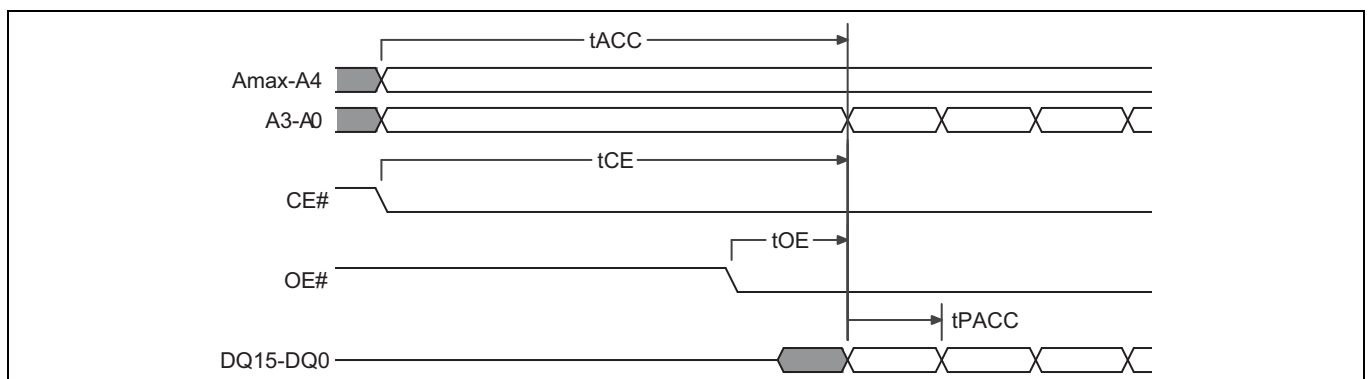 tACC
Amax-A4
A3-A0
tCE
CE#
tOE
OE#
tPACC
DQ15-DQ0